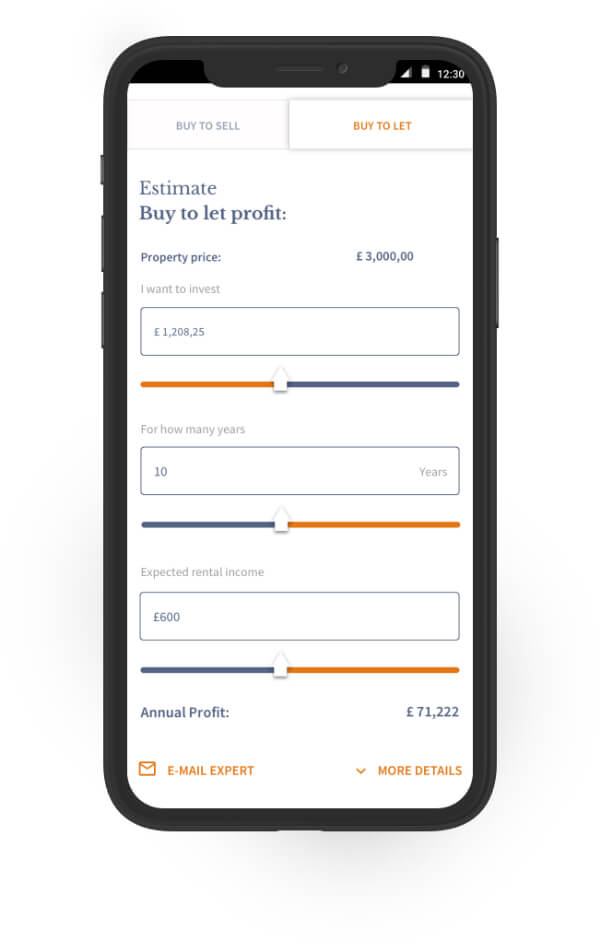 12:30
BUY TO SELL
BUY TO LET
Estimate
Buy to let profit:
Property price: £ 3,000,00
I want to invest
£ 1,208,25
For how many years
10 Years
Expected rental income
£600
Annual Profit: £ 71,222
E-MAIL EXPERT
MORE DETAILS